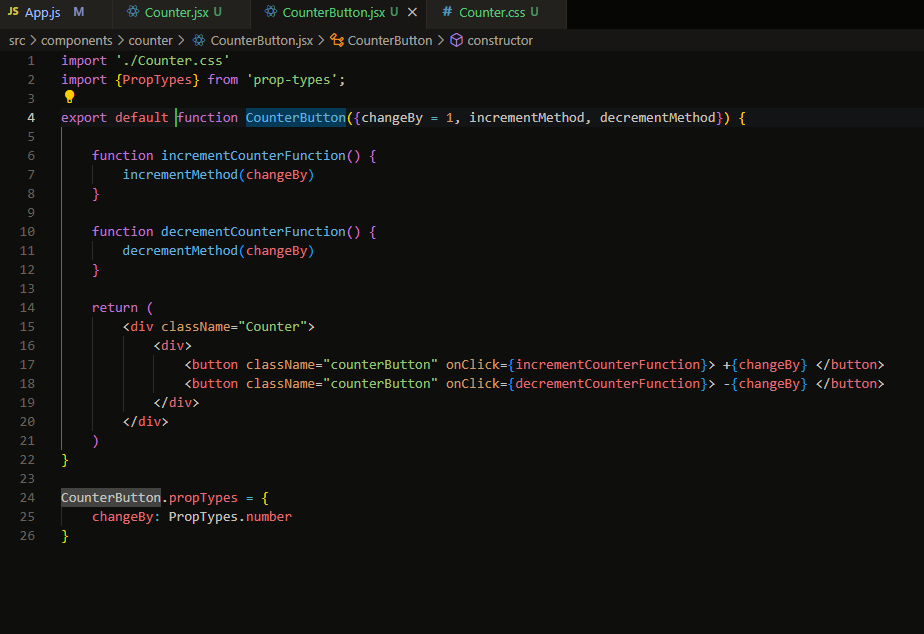 JS App.js M Counter.jsx U CounterButton.jsx U # Counter.css U
src > components > counter > CounterButton.jsx > CounterButton > constructor
1 import './Counter.css'
2 import {PropTypes} from 'prop-types';
3
4 export default function CounterButton({changeBy = 1, incrementMethod, decrementMethod}) {
5
6     function incrementCounterFunction() {
7         incrementMethod(changeBy)
8     }
9
10     function decrementCounterFunction() {
11         decrementMethod(changeBy)
12     }
13
14     return (
15         <div className="Counter">
16             <div>
17                 <button className="counterButton" onClick={incrementCounterFunction}> +{changeBy} </button>
18                 <button className="counterButton" onClick={decrementCounterFunction}> -{changeBy} </button>
19             </div>
20         </div>
21     )
22 }
23
24 CounterButton.propTypes = {
25     changeBy: PropTypes.number
26 }